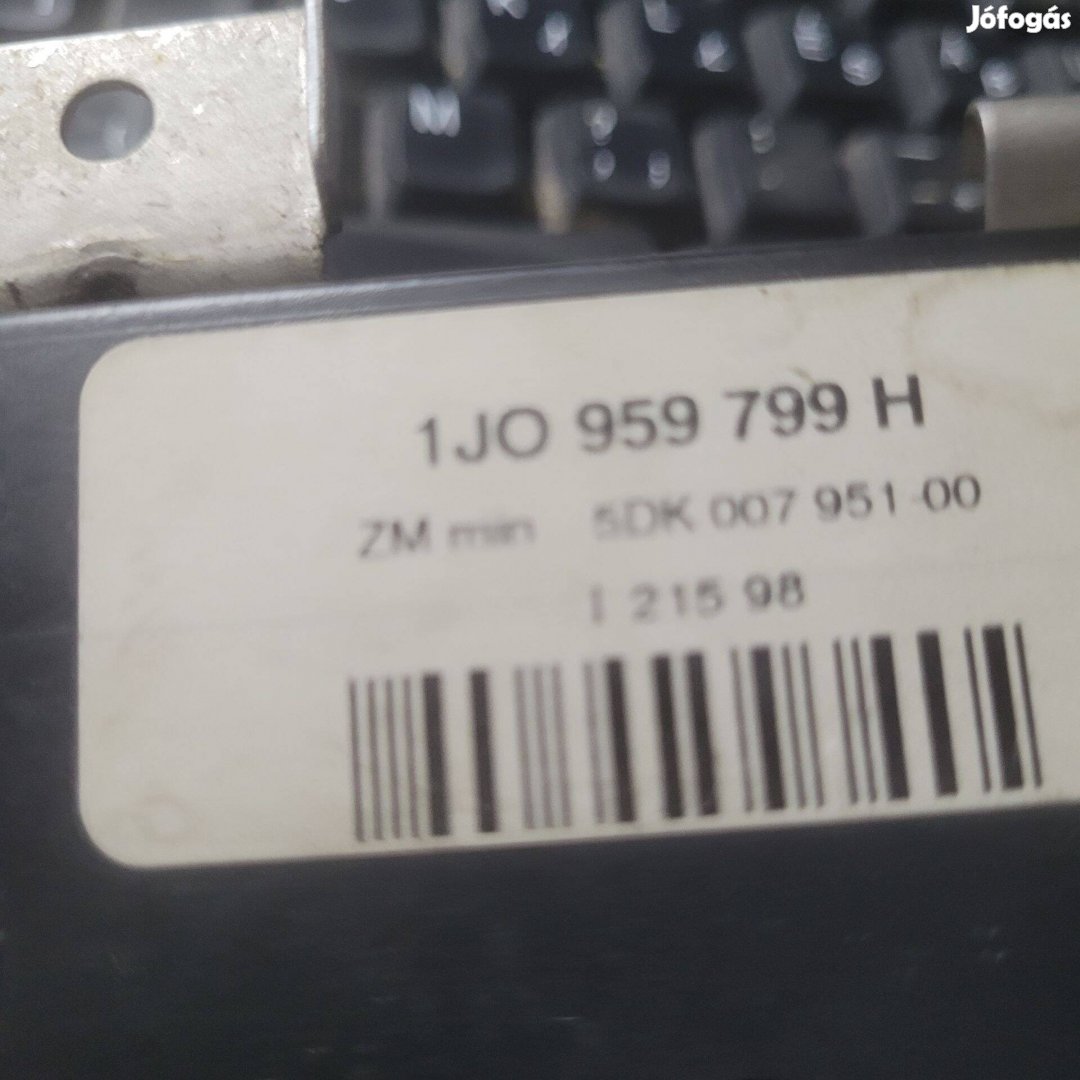 Jófogás
M
1JO 959 799 H
ZM min 5DK 007 951-00
1 215 98